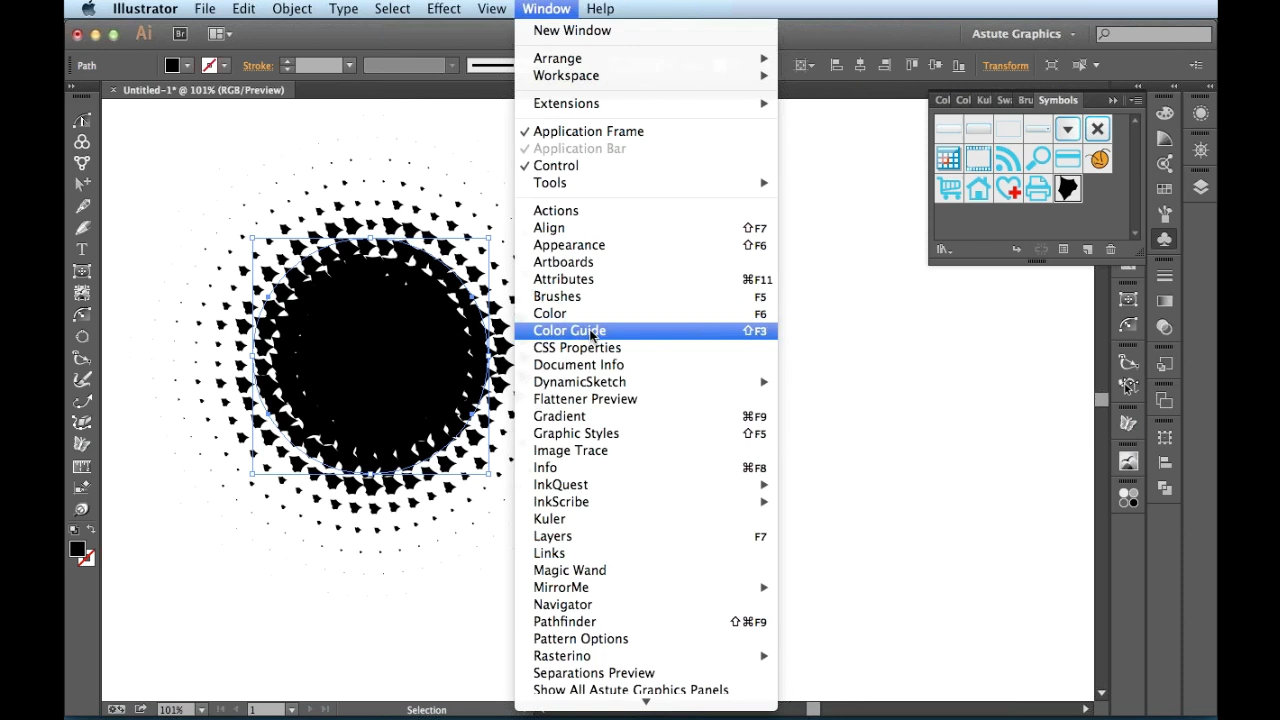 Illustrator File Edit Object Type Select Effect View Window Help
Ai Br Astute Graphics
Path Stroke: Transform
× Untitled-1* @ 101% (RGB/Preview)
New Window
Arrange
Workspace
Extensions
✓ Application Frame
✓ Application Bar
✓ Control
Tools
Actions
Align ⇧F7
Appearance ⇧F6
Artboards
Attributes ⌘F11
Brushes F5
Color F6
Color Guide ⇧F3
CSS Properties
Document Info
DynamicSketch
Flattener Preview
Gradient ⌘F9
Graphic Styles ⇧F5
Image Trace
Info ⌘F8
InkQuest
InkScribe
Kuler
Layers F7
Links
Magic Wand
MirrorMe
Navigator
Pathfinder ⇧⌘F9
Pattern Options
Rasterino
Separations Preview
Show All Astute Graphics Panels
Col Col Kul Swa Bru Symbols
101% 1 Selection